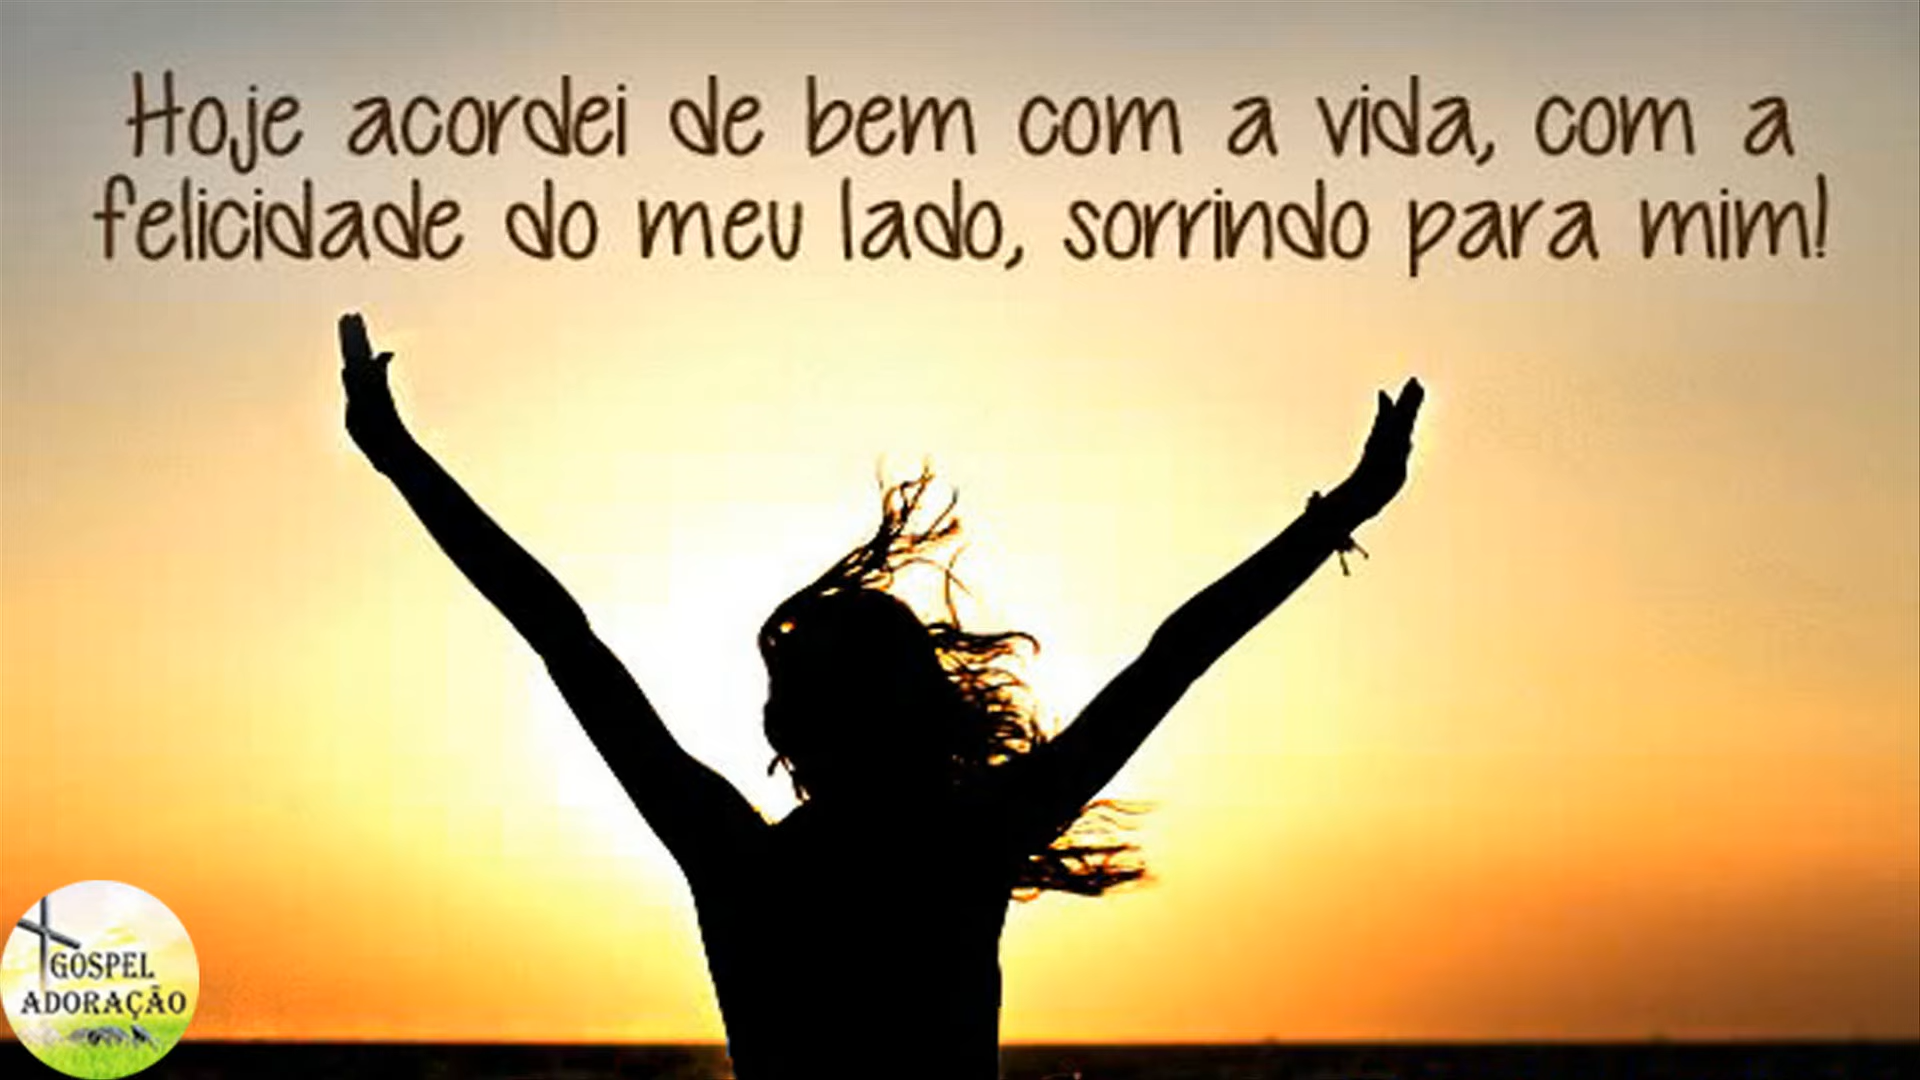 Hoje acordei de bem com a vida, com a
felicidade do meu lado, sorrindo para mim!
GOSPEL
ADORAÇÃO